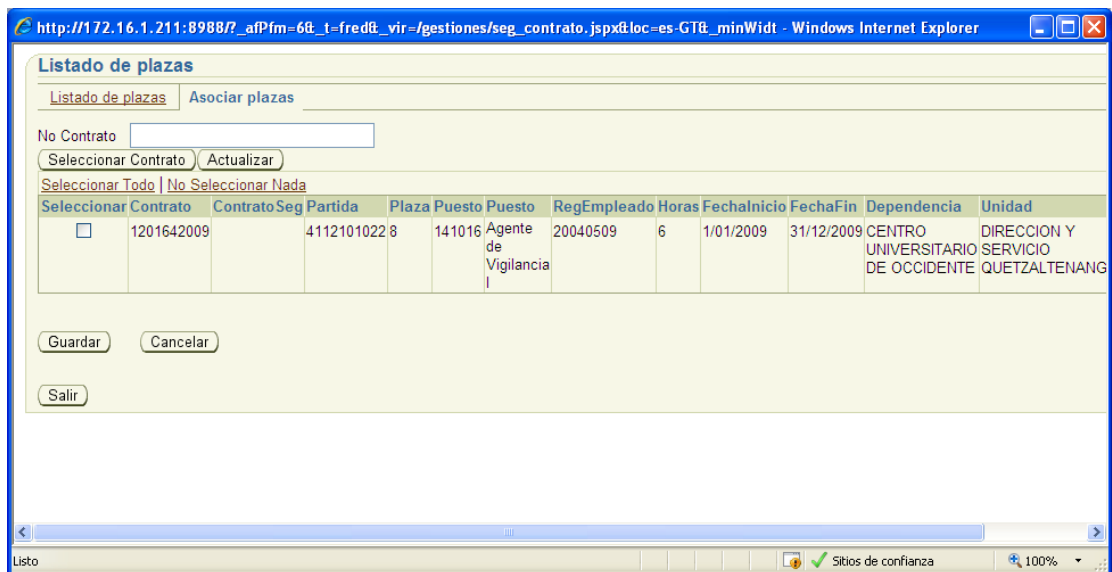 http://172.16.1.211:8988/?_afPfm=6&_t=fred&_vir=/gestiones/seg_contrato.jspx&loc=es-GT&_minWidt - Windows Internet Explorer
Listado de plazas
Listado de plazas Asociar plazas
No Contrato
Seleccionar Contrato Actualizar
Seleccionar Todo | No Seleccionar Nada
Seleccionar Contrato ContratoSeg Partida Plaza Puesto Puesto RegEmpleado Horas FechaInicio FechaFin Dependencia Unidad
1201642009 4112101022 8 141016 Agente 20040509 6 1/01/2009 31/12/2009 CENTRO DIRECCION Y
de UNIVERSITARIO SERVICIO
Vigilancia DE OCCIDENTE QUETZALTENANG
I
Guardar Cancelar
Salir
Listo Sitios de confianza 100%